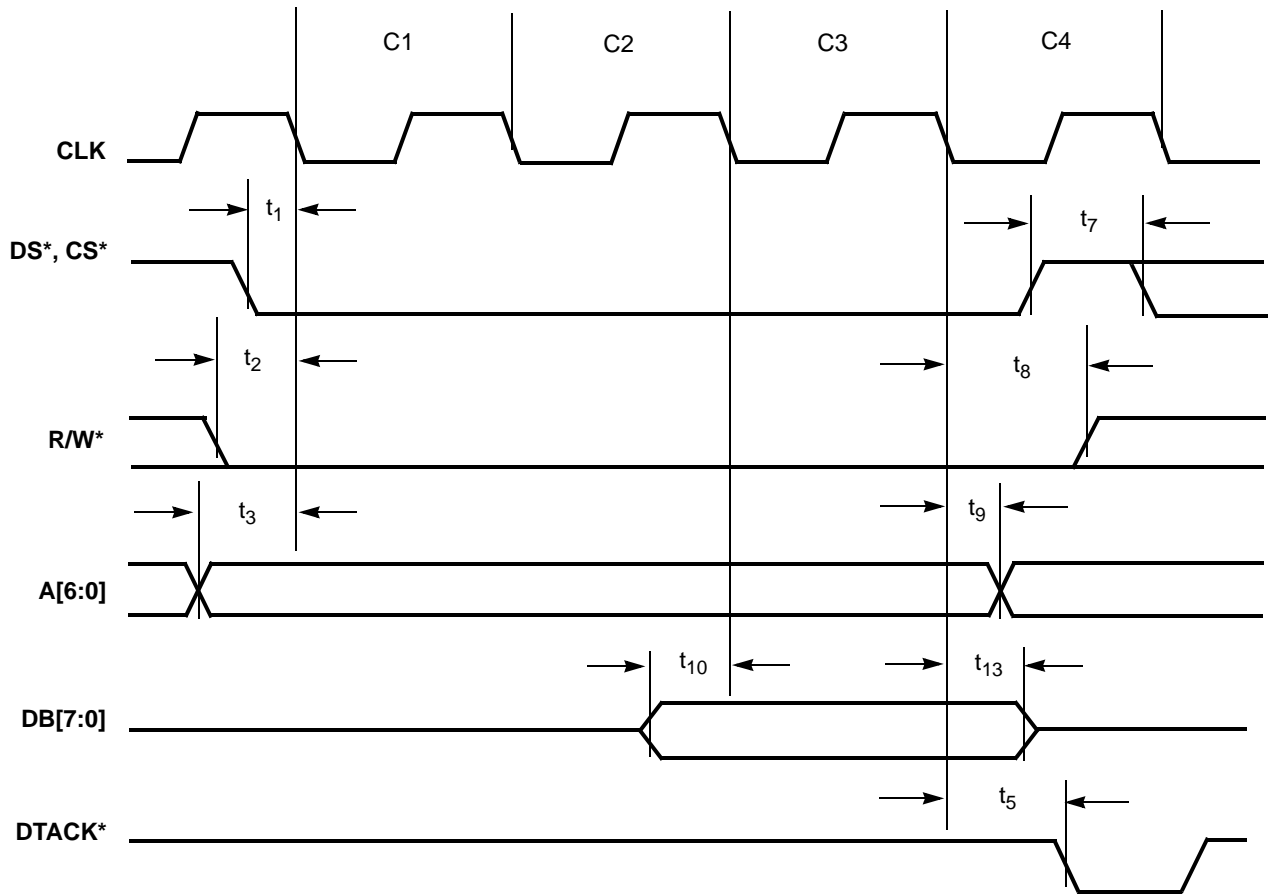 C1 C2 C3 C4
CLK
t1 t7
DS*, CS*
t2 t8
R/W*
t3 t9
A[6:0]
t10 t13
DB[7:0]
t5
DTACK*